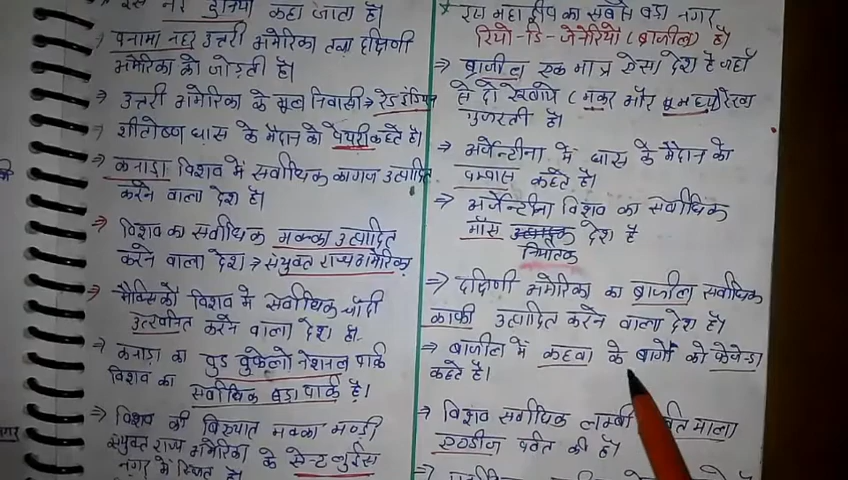 इसे नई दुनिया कहा जाता है।
पनामा नहर उत्तरी अमेरिका तथा दक्षिणी
अमेरिका को जोड़ती है।
उत्तरी अमेरिका के मूल निवासी → रेड इंडियन
शीतोष्ण घास के मैदान को प्रेयरी कहते है।
कनाडा विश्व में सर्वाधिक कागज उत्पादित
करने वाला देश है।
⇒ विश्व का सर्वाधिक मक्का उत्पादित
करने वाला देश → संयुक्त राज्य अमेरिका
⇒ मैक्सिको विश्व में सर्वाधिक चाँदी
उत्खनित करने वाला देश है।
⇒ कनाडा का वुड बुफेलो नेशनल पार्क
विश्व का सर्वाधिक बड़ा पार्क है।
⇒ विश्व की विख्यात मक्का मण्डी
संयुक्त राज्य अमेरिका के सेन्ट लुईस
नगर में स्थित है
* इस महाद्वीप का सबसे बड़ा नगर
रियो-डि-जेनेरियो (ब्राजील) है।
⇒ ब्राजील एक मात्र ऐसा देश है जहाँ
से दो रेखायें (मकर और भूमध्य) रेखा
गुजरती है।
⇒ अर्जेन्टीना में घास के मैदान को
पम्पास कहते है।
⇒ अर्जेन्टीना विश्व का सर्वाधिक
माँस देश है
निर्यातक
⇒ दक्षिणी अमेरिका का ब्राजील सर्वाधिक
काफी उत्पादित करने वाला देश है।
⇒ ब्राजील में कहवा के बागों को फेजेन्डा
कहते है।
⇒ विश्व सर्वाधिक लम्बी पर्वत माला
एण्डीज पर्वत की है।